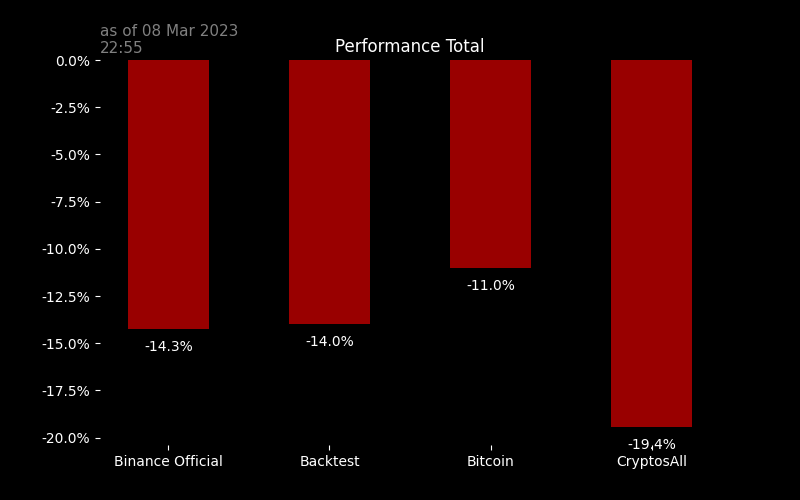 as of 08 Mar 2023
22:55
Performance Total
0.0%
-2.5%
-5.0%
-7.5%
-10.0%
-12.5%
-15.0%
-17.5%
-20.0%
-14.3%
-14.0%
-11.0%
-19.4%
Binance Official
Backtest
Bitcoin
CryptosAll